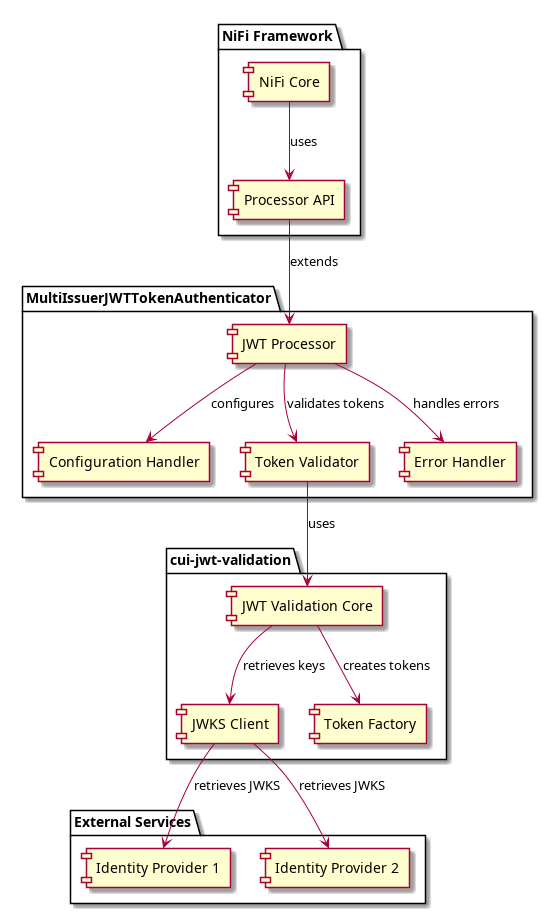 NiFi Framework
NiFi Core
uses
Processor API
extends
MultiIssuerJWTTokenAuthenticator
JWT Processor
configures
validates tokens
handles errors
Configuration Handler
Token Validator
Error Handler
uses
cui-jwt-validation
JWT Validation Core
retrieves keys
creates tokens
JWKS Client
Token Factory
retrieves JWKS
retrieves JWKS
External Services
Identity Provider 1
Identity Provider 2